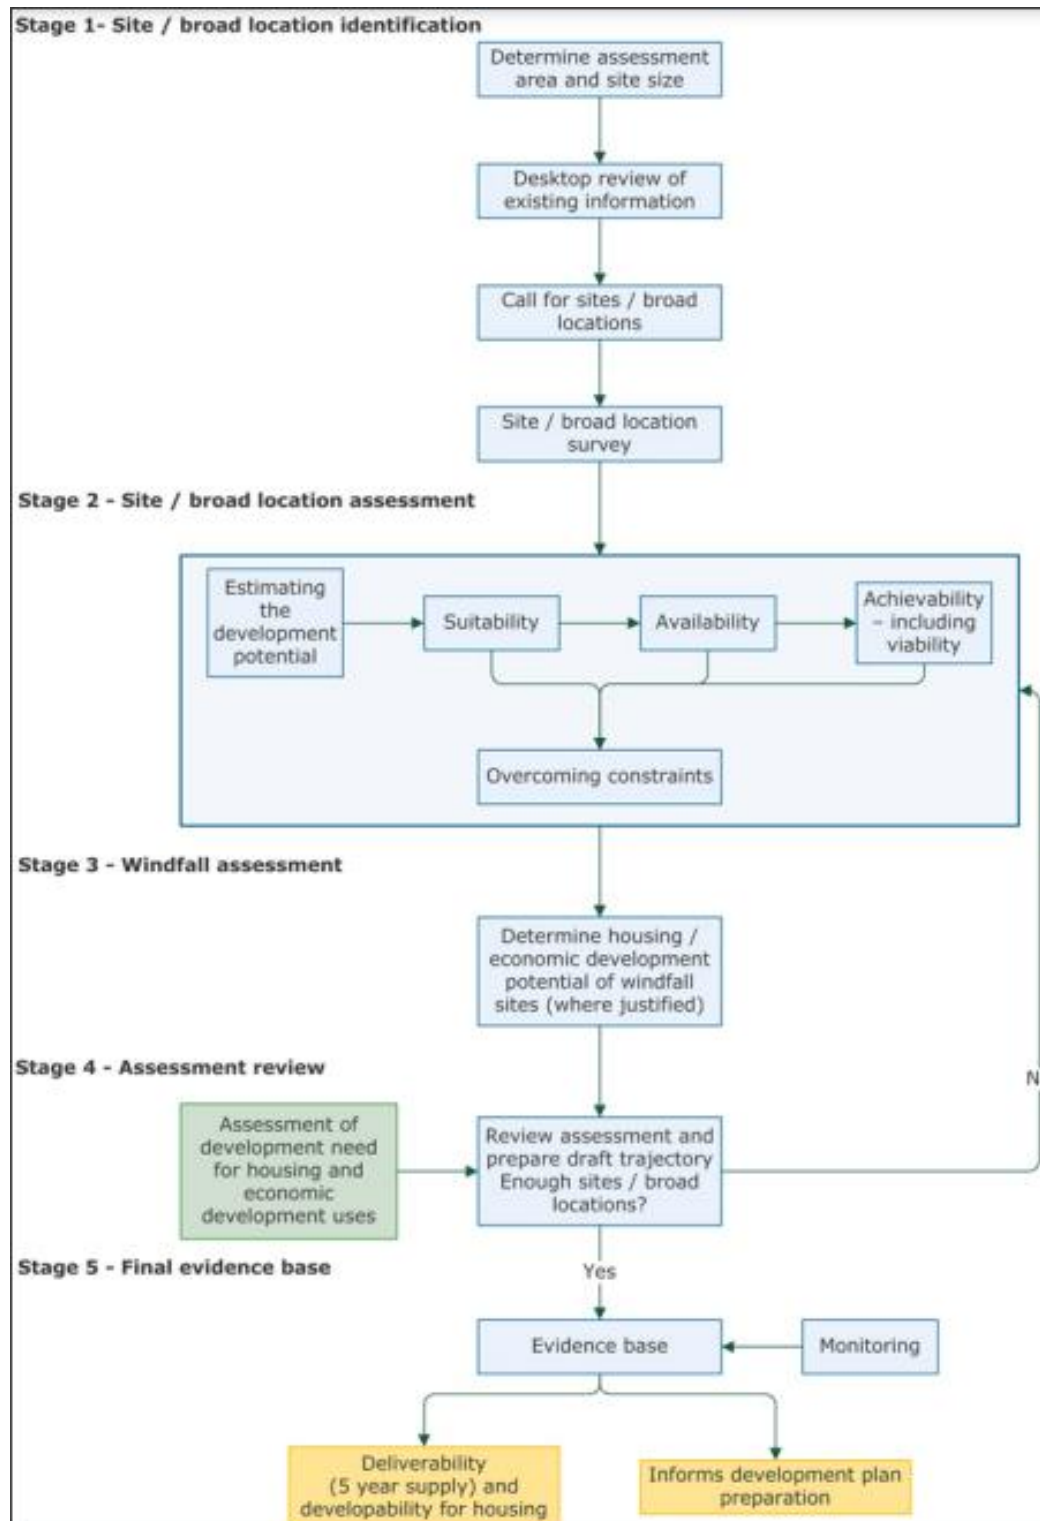 Stage 1- Site / broad location identification
Determine assessment
area and site size
Desktop review of
existing information
Call for sites / broad
locations
Site / broad location
survey
Stage 2 - Site / broad location assessment
Estimating
the
development
potential
Suitability
Availability
Achievability
– including
viability
Overcoming constraints
Stage 3 - Windfall assessment
Determine housing /
economic development
potential of windfall
sites (where justified)
Stage 4 - Assessment review
N
Assessment of
development need
for housing and
economic
development uses
Review assessment and
prepare draft trajectory
Enough sites / broad
locations?
Stage 5 - Final evidence base
Yes
Evidence base
Monitoring
Deliverability
(5 year supply) and
developability for housing
Informs development plan
preparation